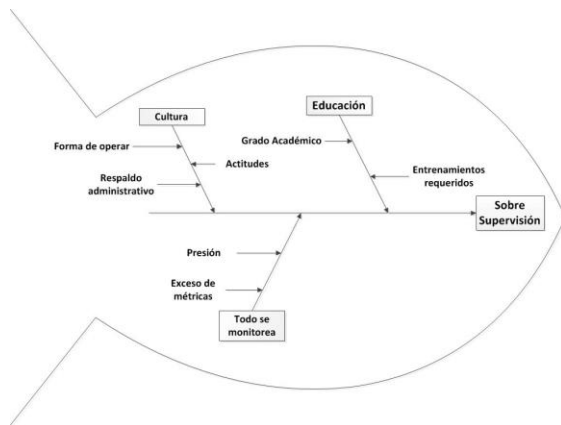 Educación
Cultura
Grado Académico
Forma de operar
Actitudes
Entrenamientos
requeridos
Respaldo
administrativo
Sobre
Supervisión
Presión
Exceso de
métricas
Todo se
monitorea